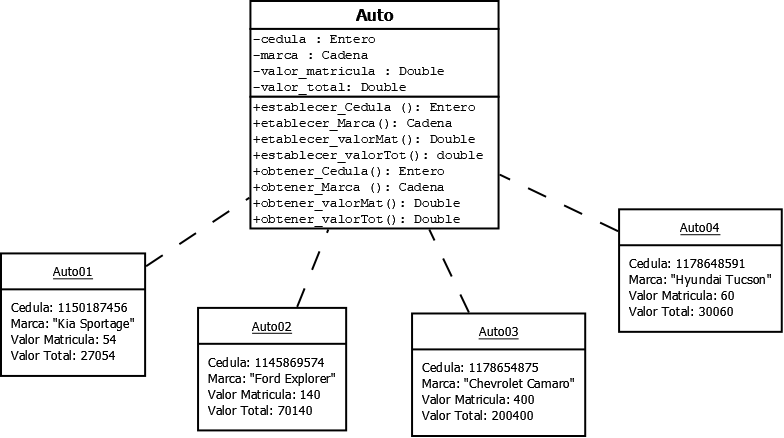 Auto
-cedula : Entero
-marca : Cadena
-valor_matricula : Double
-valor_total: Double
+establecer_Cedula (): Entero
+etablecer_Marca(): Cadena
+etablecer_valorMat(): Double
+establecer_valorTot(): double
+obtener_Cedula(): Entero
+obtener_Marca (): Cadena
+obtener_valorMat(): Double
+obtener_valorTot(): Double
Auto01
Cedula: 1150187456
Marca: "Kia Sportage"
Valor Matricula: 54
Valor Total: 27054
Auto02
Cedula: 1145869574
Marca: "Ford Explorer"
Valor Matricula: 140
Valor Total: 70140
Auto03
Cedula: 1178654875
Marca: "Chevrolet Camaro"
Valor Matricula: 400
Valor Total: 200400
Auto04
Cedula: 1178648591
Marca: "Hyundai Tucson"
Valor Matricula: 60
Valor Total: 30060